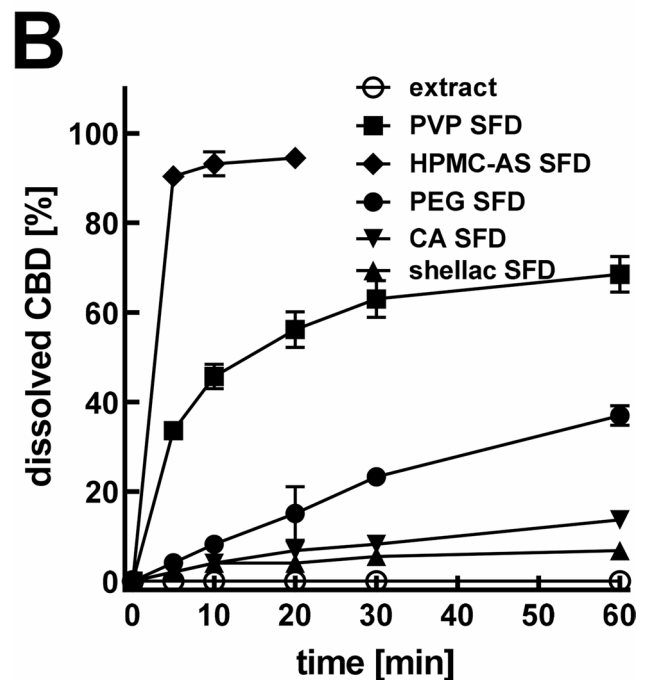 B
extract
PVP SFD
HPMC-AS SFD
PEG SFD
CA SFD
shellac SFD
dissolved CBD [%]
100
80
60
40
20
0
0 10 20 30 40 50 60
time [min]